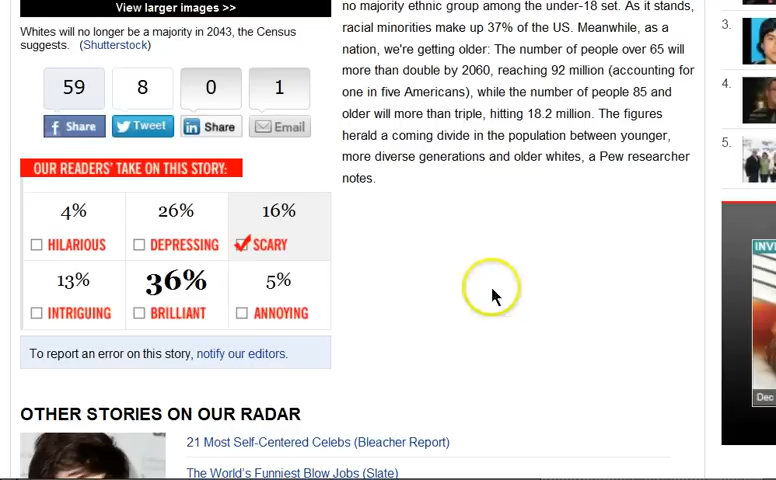 View larger images >>
Whites will no longer be a majority in 2043, the Census
suggests. (Shutterstock)
59
8
0
1
f Share
Tweet
in Share
Email
OUR READERS' TAKE ON THIS STORY:
4%
26%
16%
HILARIOUS
DEPRESSING
SCARY
13%
36%
5%
INTRIGUING
BRILLIANT
ANNOYING
To report an error on this story, notify our editors.
no majority ethnic group among the under-18 set. As it stands,
racial minorities make up 37% of the US. Meanwhile, as a
nation, we're getting older: The number of people over 65 will
more than double by 2060, reaching 92 million (accounting for
one in five Americans), while the number of people 85 and
older will more than triple, hitting 18.2 million. The figures
herald a coming divide in the population between younger,
more diverse generations and older whites, a Pew researcher
notes.
OTHER STORIES ON OUR RADAR
21 Most Self-Centered Celebs (Bleacher Report)
The World's Funniest Blow Jobs (Slate)
3.
4.
5.
INVE
Dec